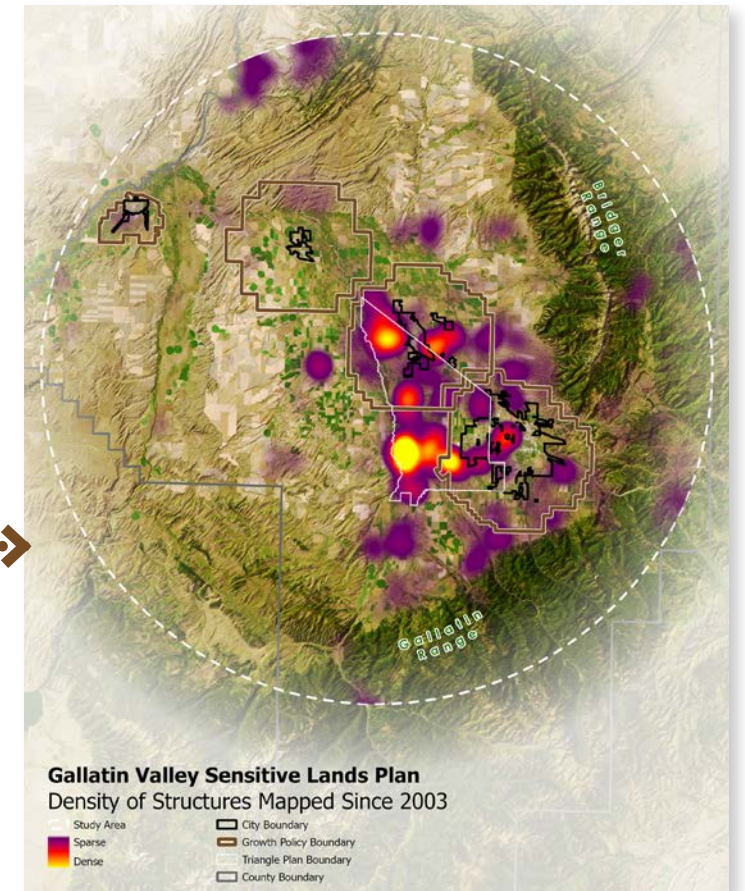 Bridger
Range
Gallatin
Range
Gallatin Valley Sensitive Lands Plan
Density of Structures Mapped Since 2003
Study Area
Sparse
Dense
City Boundary
Growth Policy Boundary
Triangle Plan Boundary
County Boundary